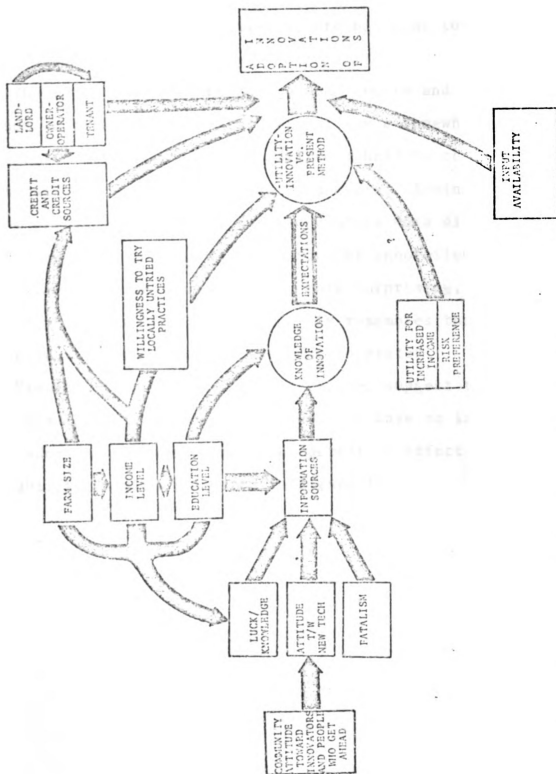 LAND-
LORD
OWNER-
OPERATOR
TENANT
CREDIT
AND
CREDIT
SOURCES
ADOPTION OF
INNOVATIONS
WILLINGNESS TO TRY
LOCALLY UNTRIED
PRACTICES
UTILITY-
INNOVATION
VS.
PRESENT
METHOD
INPUT
AVAILABILITY
FARM SIZE
INCOME
LEVEL
EDUCATION
LEVEL
KNOWLEDGE
OF
INNOVATION
EXPECTATIONS
UTILITY FOR
INCREASED
INCOME
RISK
PREFERENCE
?
INFORMATION
SOURCES
LUCK/
KNOWLEDGE
ATTITUDE
T/W
NEW TECH
FATALISM
COMMUNITY
ATTITUDE
TOWARD
INNOVATORS
AND PEOPLE
WHO GET
AHEAD